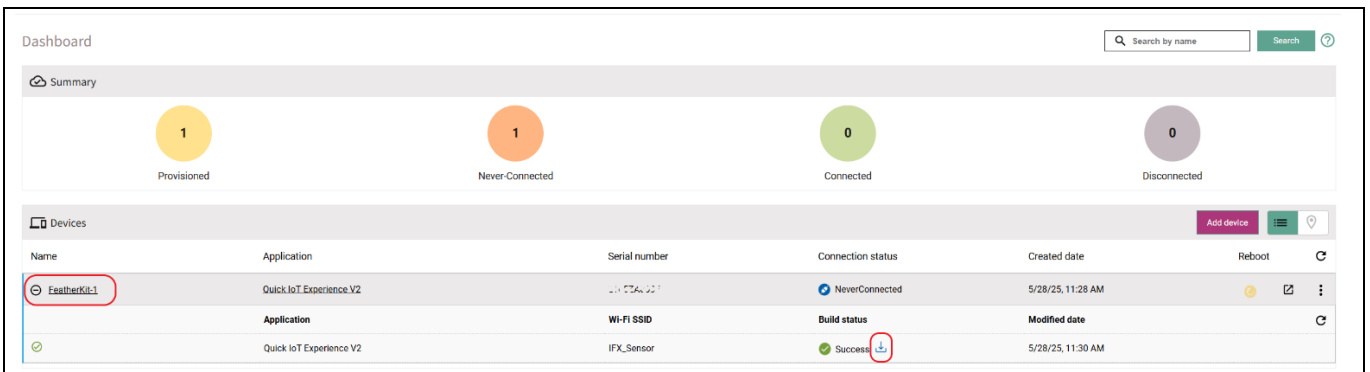 Dashboard Search by name Search
Summary
1 1 0 0
Provisioned Never-Connected Connected Disconnected
Devices Add device
Name Application Serial number Connection status Created date Reboot
FeatherKit-1 Quick IoT Experience V2 NeverConnected 5/28/25, 11:28 AM
Application Wi-Fi SSID Build status Modified date
Quick IoT Experience V2 IFX_Sensor Success 5/28/25, 11:30 AM